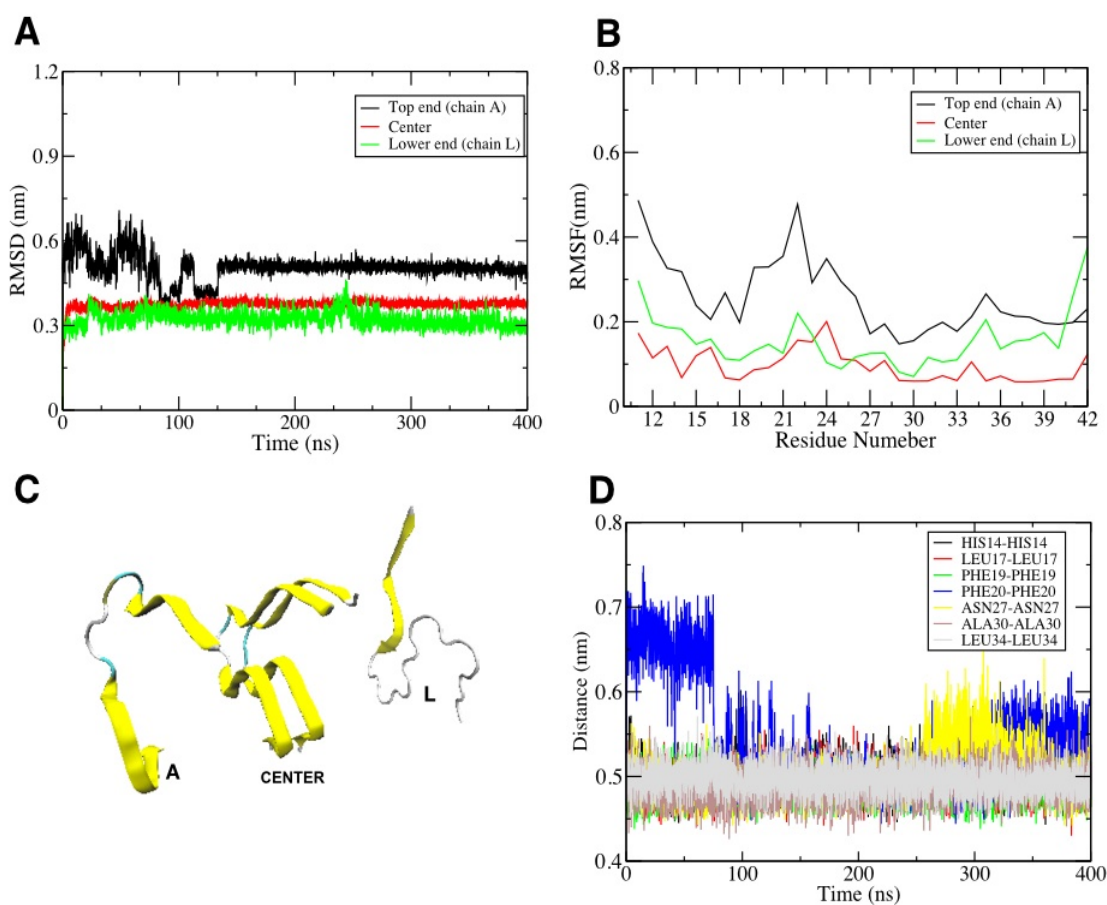 A
1.2
0.9
0.6
0.3
0
RMSD (nm)
0
100
200
300
400
Time (ns)
Top end (chain A)
Center
Lower end (chain L)
B
0.8
0.6
0.4
0.2
0
RMSF(nm)
12
15
18
21
24
27
30
33
36
39
42
Residue Numeber
Top end (chain A)
Center
Lower end (chain L)
C
A
CENTER
L
D
0.8
0.7
0.6
0.5
0.4
Distance (nm)
0
100
200
300
400
Time (ns)
HIS14-HIS14
LEU17-LEU17
PHE19-PHE19
PHE20-PHE20
ASN27-ASN27
ALA30-ALA30
LEU34-LEU34